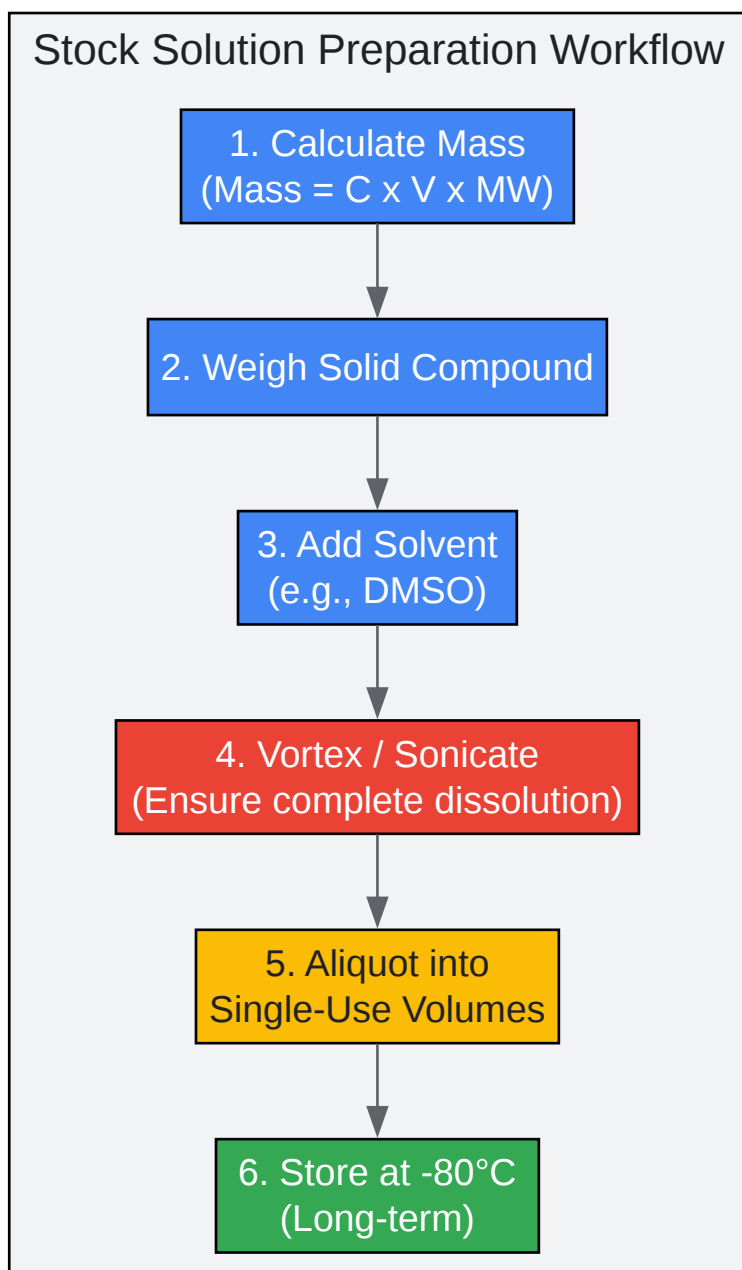 Stock Solution Preparation Workflow
1. Calculate Mass
(Mass = C x V x MW)
2. Weigh Solid Compound
3. Add Solvent
(e.g., DMSO)
4. Vortex / Sonicate
(Ensure complete dissolution)
5. Aliquot into
Single-Use Volumes
6. Store at -80°C
(Long-term)